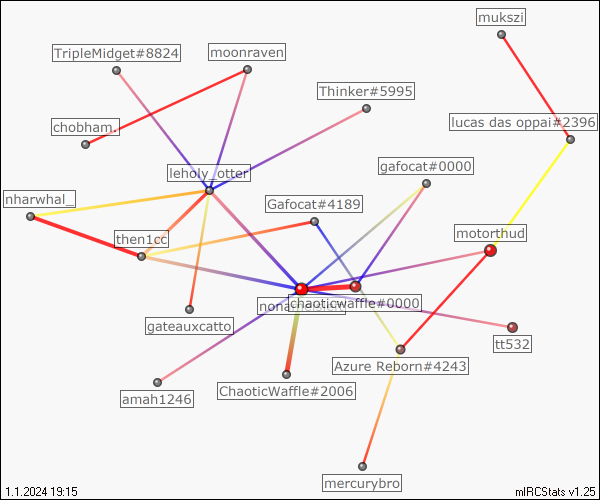 mukszi
TripleMidget#8824
moonraven
Thinker#5995
chobham.
lucas das oppai#2396
leholy_otter
gafocat#0000
nharwhal_
Gafocat#4189
motorthud
then1cc
chaoticwaffle#0000
gateauxcatto
tt532
Azure Reborn#4243
amah1246
ChaoticWaffle#2006
mercurybro
1.1.2024 19:15
mIRCStats v1.25